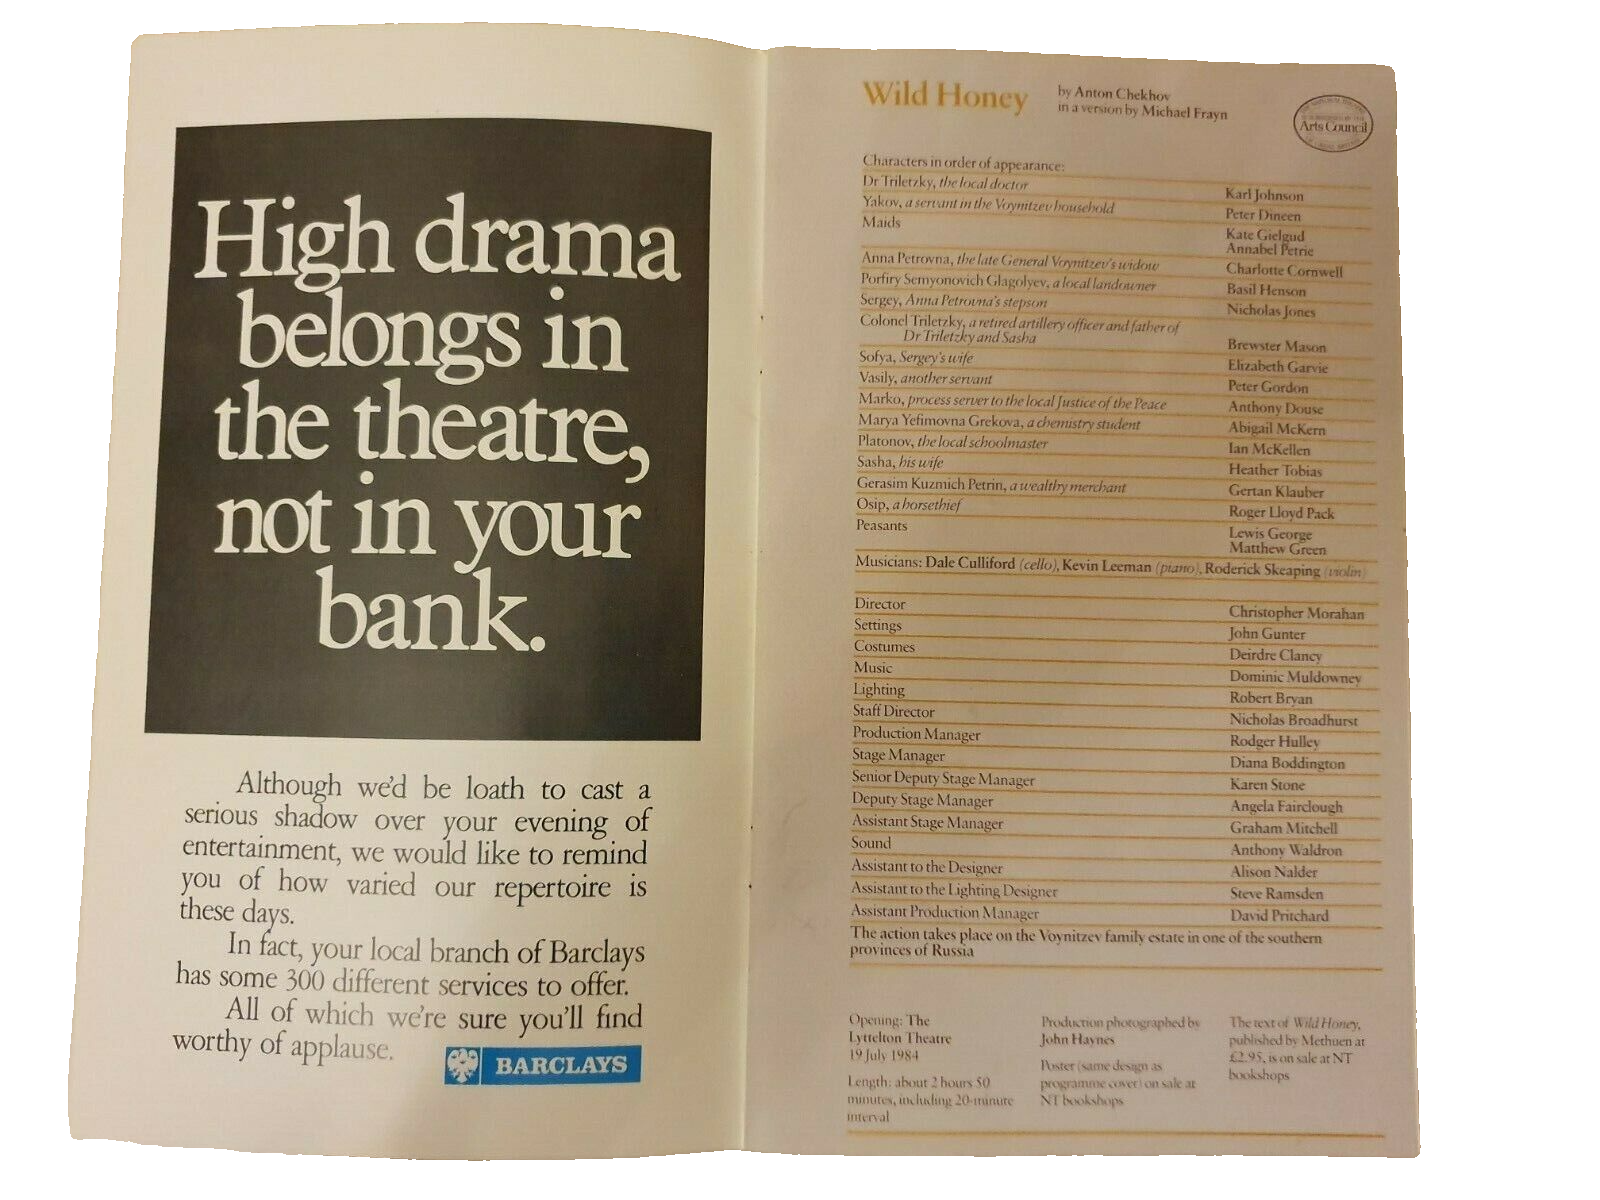 High drama
belongs in
the theatre,
not in your
bank.
Although we'd be loath to cast a
serious shadow over your evening of
entertainment, we would like to remind
you of how varied our repertoire is
these days.
In fact, your local branch of Barclays
has some 300 different services to offer.
All of which we're sure you'll find
worthy of applause.
BARCLAYS
Wild Honey
by Anton Chekhov
in a version by Michael Frayn
Arts Council
Characters in order of appearance:
Dr Triletzky, the local doctor Karl Johnson
Yakov, a servant in the Voynitzev household Peter Dineen
Maids Kate Gielgud
Annabel Petrie
Anna Petrovna, the late General Voynitzev's widow Charlotte Cornwell
Porfiry Semyonovich Glagolyev, a local landowner Basil Henson
Sergey, Anna Petrovna's stepson Nicholas Jones
Colonel Triletzky, a retired artillery officer and father of
Dr Triletzky and Sasha Brewster Mason
Sofya, Sergey's wife Elizabeth Garvie
Vasily, another servant Peter Gordon
Marko, process server to the local Justice of the Peace Anthony Douse
Marya Yefimovna Grekova, a chemistry student Abigail McKern
Platonov, the local schoolmaster Ian McKellen
Sasha, his wife Heather Tobias
Gerasim Kuzmich Petrin, a wealthy merchant Gertan Klauber
Osip, a horsethief Roger Lloyd Pack
Peasants Lewis George
Matthew Green
Musicians: Dale Culliford (cello), Kevin Leeman (piano), Roderick Skeaping (violin)
Director Christopher Morahan
Settings John Gunter
Costumes Deirdre Clancy
Music Dominic Muldowney
Lighting Robert Bryan
Staff Director Nicholas Broadhurst
Production Manager Rodger Hulley
Stage Manager Diana Boddington
Senior Deputy Stage Manager Karen Stone
Deputy Stage Manager Angela Fairclough
Assistant Stage Manager Graham Mitchell
Sound Anthony Waldron
Assistant to the Designer Alison Nalder
Assistant to the Lighting Designer Steve Ramsden
Assistant Production Manager David Pritchard
The action takes place on the Voynitzev family estate in one of the southern
provinces of Russia
Opening: The
Lyttelton Theatre
19 July 1984
Length: about 2 hours 50
minutes, including 20-minute
interval
Production photographed by
John Haynes
Poster (same design as
programme cover) on sale at
NT bookshops
The text of Wild Honey,
published by Methuen at
£2.95, is on sale at NT
bookshops